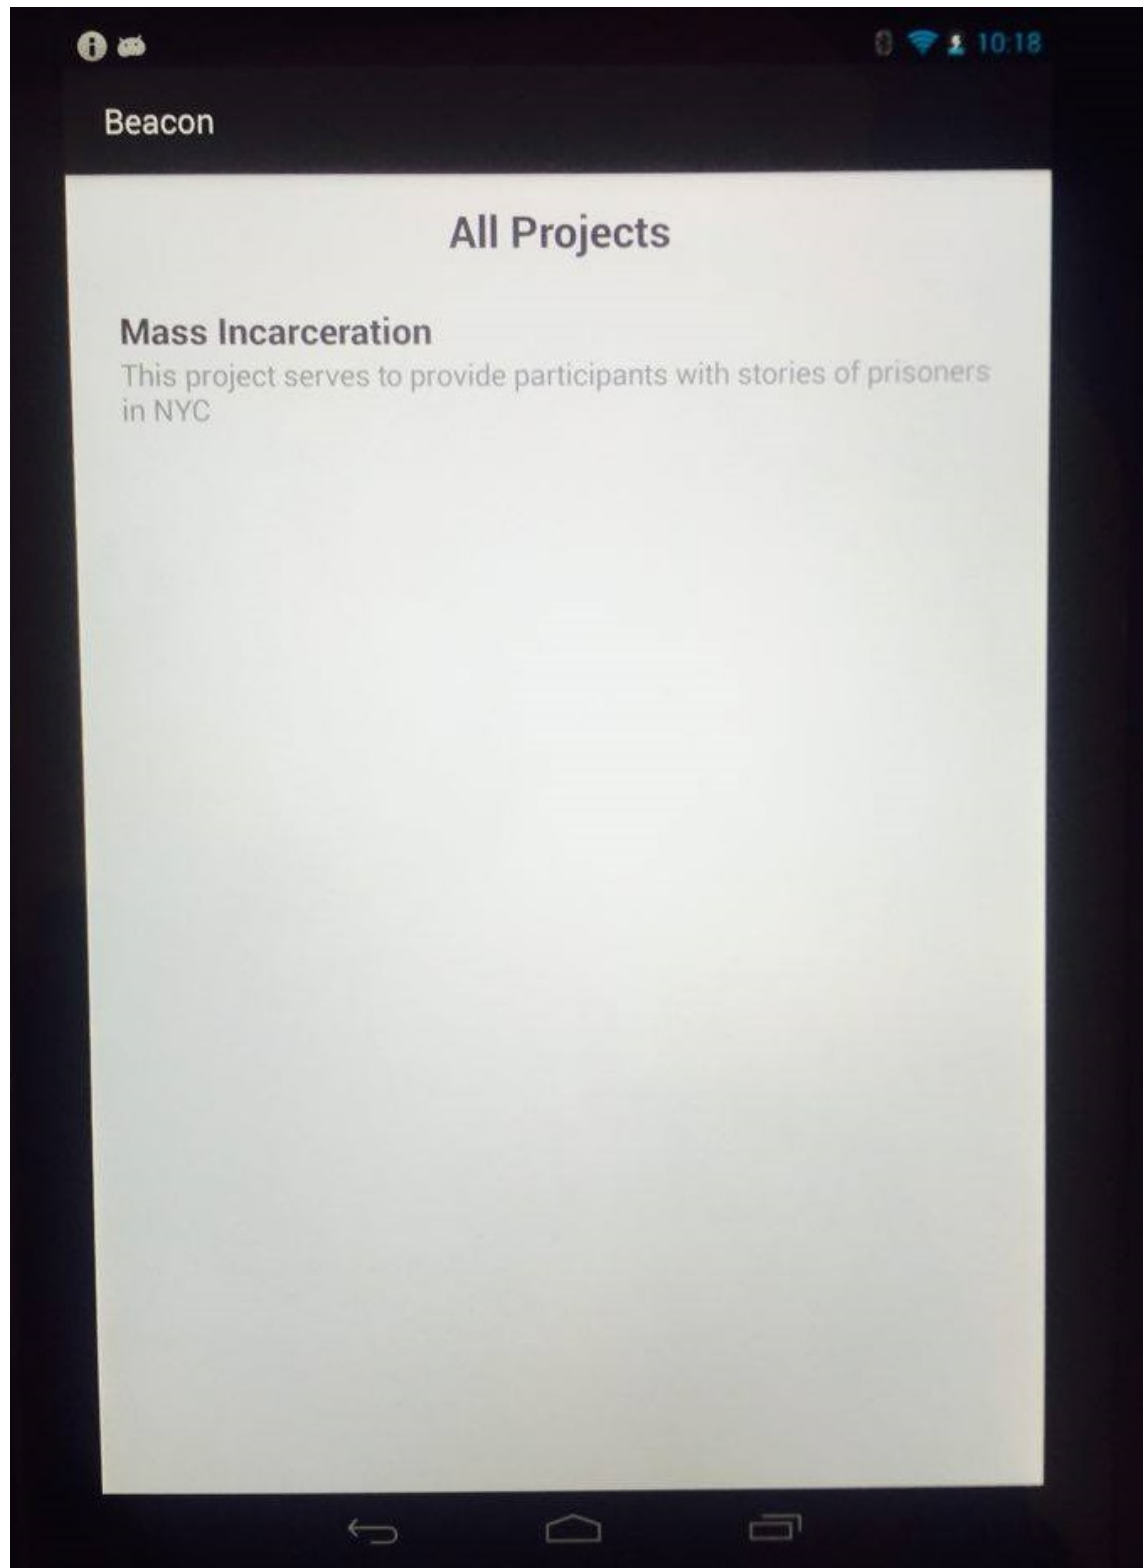 10:18
Beacon
All Projects
Mass Incarceration
This project serves to provide participants with stories of prisoners
in NYC